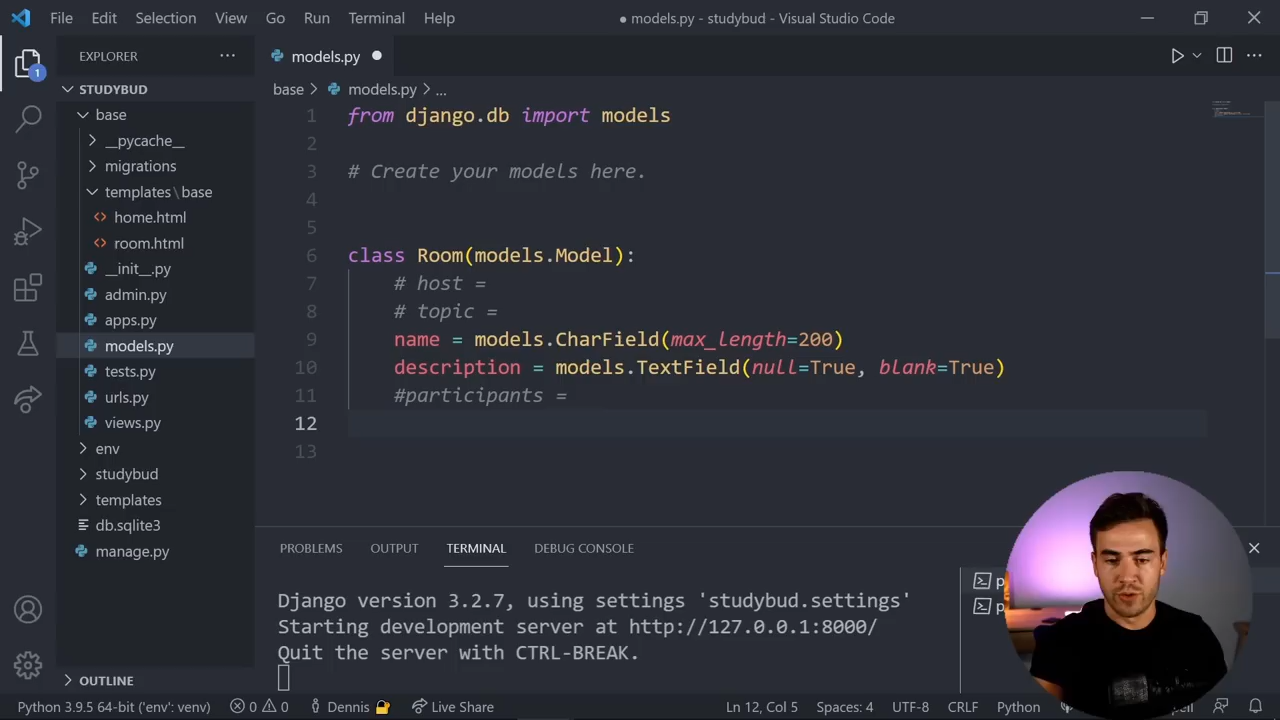 File Edit Selection View Go Run Terminal Help ● models.py - studybud - Visual Studio Code
EXPLORER
1
STUDYBUD
base
__pycache__
migrations
templates\base
home.html
room.html
__init__.py
admin.py
apps.py
models.py
tests.py
urls.py
views.py
env
studybud
templates
db.sqlite3
manage.py
OUTLINE
models.py
base > models.py > ...
1 from django.db import models
2
3 # Create your models here.
4
5
6 class Room(models.Model):
7 # host =
8 # topic =
9 name = models.CharField(max_length=200)
10 description = models.TextField(null=True, blank=True)
11 #participants =
12
13
PROBLEMS OUTPUT TERMINAL DEBUG CONSOLE
Django version 3.2.7, using settings 'studybud.settings'
Starting development server at http://127.0.0.1:8000/
Quit the server with CTRL-BREAK.
Python 3.9.5 64-bit ('env': venv) 0 0 Dennis Live Share Ln 12, Col 5 Spaces: 4 UTF-8 CRLF Python